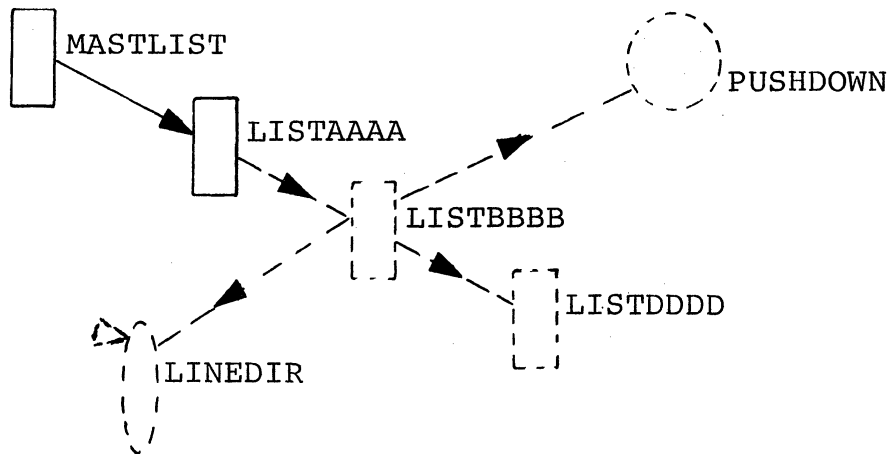 MASTLIST
PUSHDOWN
LISTAAAA
LISTBBBB
LISTDDDD
LINEDIR